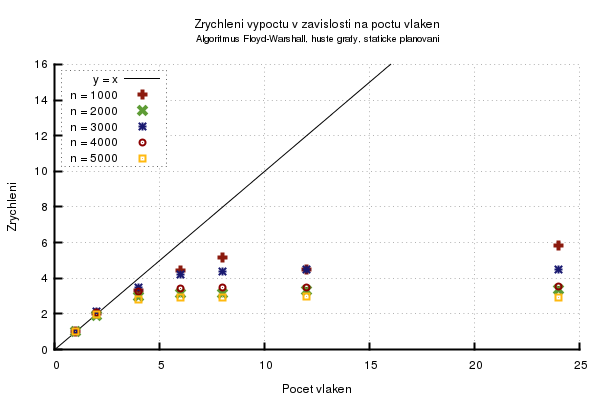 Zrychleni vypoctu v zavislosti na poctu vlaken
Algoritmus Floyd-Warshall, huste grafy, staticke planovani
16
14
12
10
8
6
4
2
0
y = x
n = 1000
n = 2000
n = 3000
n = 4000
n = 5000
Zrychleni
0 5 10 15 20 25
Pocet vlaken